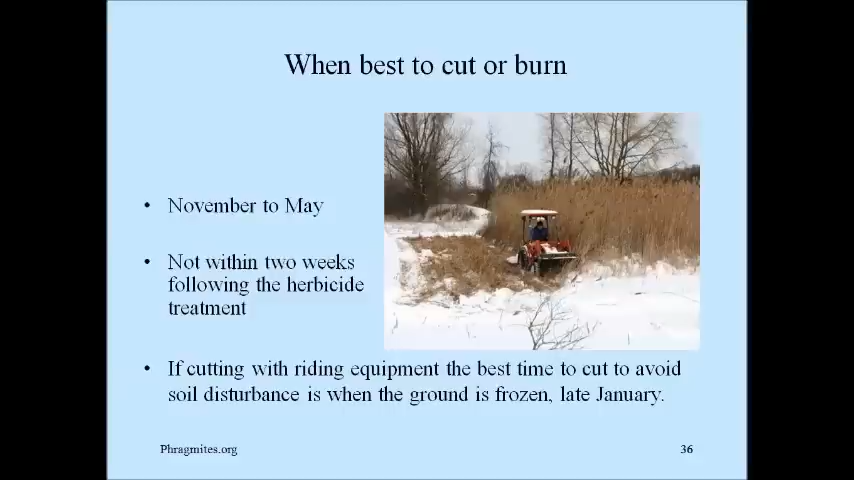 When best to cut or burn
• November to May
• Not within two weeks
following the herbicide
treatment
• If cutting with riding equipment the best time to cut to avoid
soil disturbance is when the ground is frozen, late January.
Phragmites.org
36